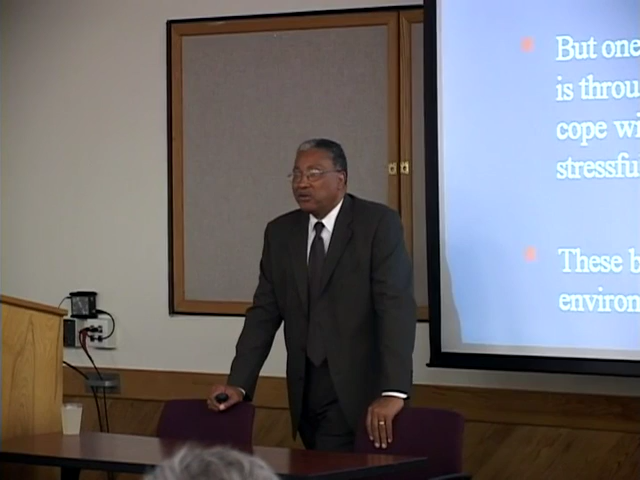 But one
is throu
cope wi
stressfu
These b
environ